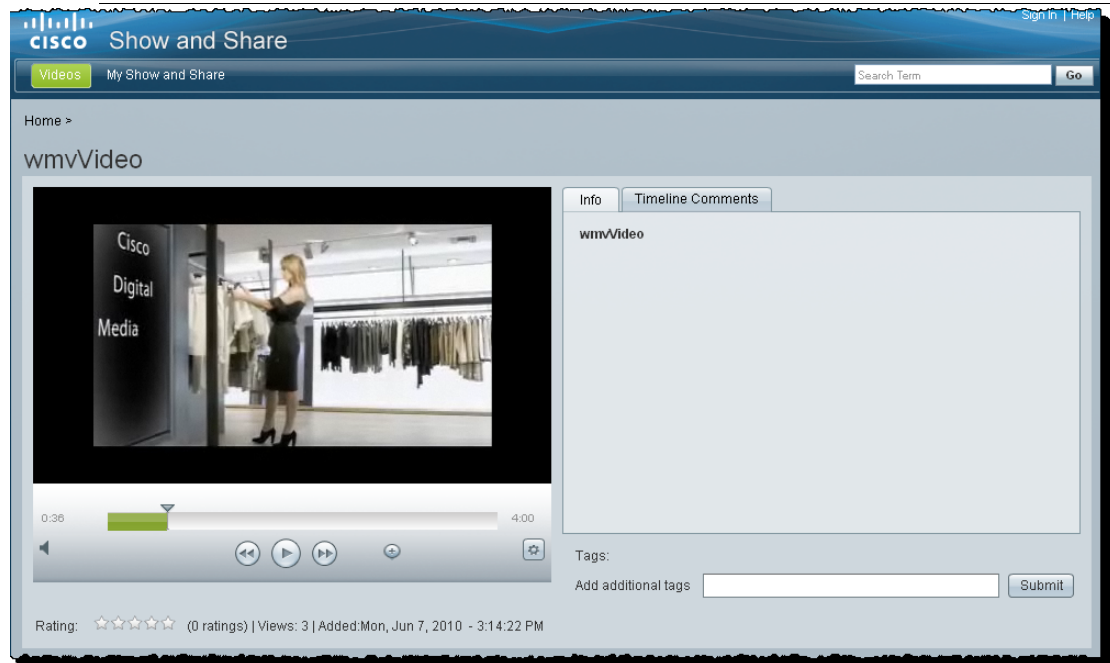 Sign In | Help
CISCO Show and Share
Videos My Show and Share Search Term Go
Home >
wmvVideo
Info Timeline Comments
wmvVideo
Cisco
Digital
Media
0:36 4:00
Tags:
Add additional tags Submit
Rating: (0 ratings) | Views: 3 | Added:Mon, Jun 7, 2010 - 3:14:22 PM